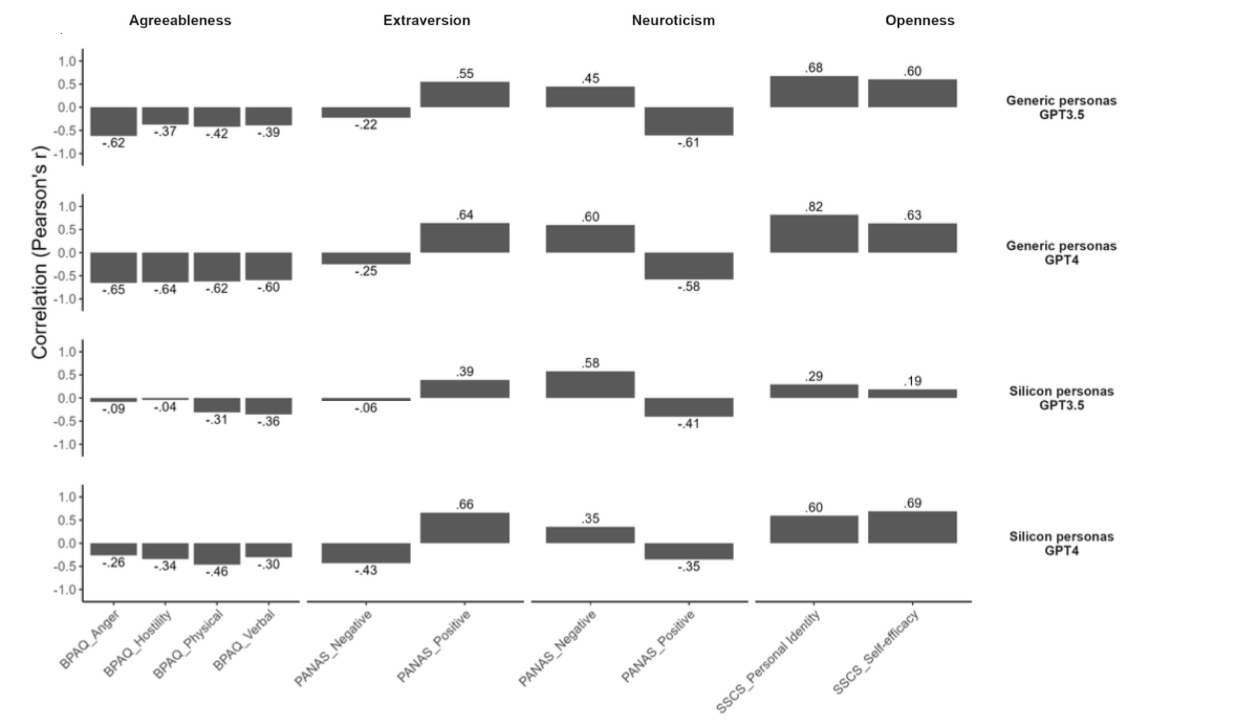 Agreeableness Extraversion Neuroticism Openness
Correlation (Pearson's r)
1.0
0.5
0.0
-0.5
-1.0
-.62 -.37 -.42 -.39 -.22 .55 .45 -.61 .68 .60
Generic personas
GPT3.5
1.0
0.5
0.0
-0.5
-1.0
-.65 -.64 -.62 -.60 -.25 .64 .60 -.58 .82 .63
Generic personas
GPT4
1.0
0.5
0.0
-0.5
-1.0
-.09 -.04 -.31 -.36 -.06 .39 .58 -.41 .29 .19
Silicon personas
GPT3.5
1.0
0.5
0.0
-0.5
-1.0
-.26 -.34 -.46 -.30 -.43 .66 .35 -.35 .60 .69
Silicon personas
GPT4
BPAQ_Anger
BPAQ_Hostility
BPAQ_Physical
BPAQ_Verbal
PANAS_Negative
PANAS_Positive
PANAS_Negative
PANAS_Positive
SSCS_Personal Identity
SSCS_Self-efficacy